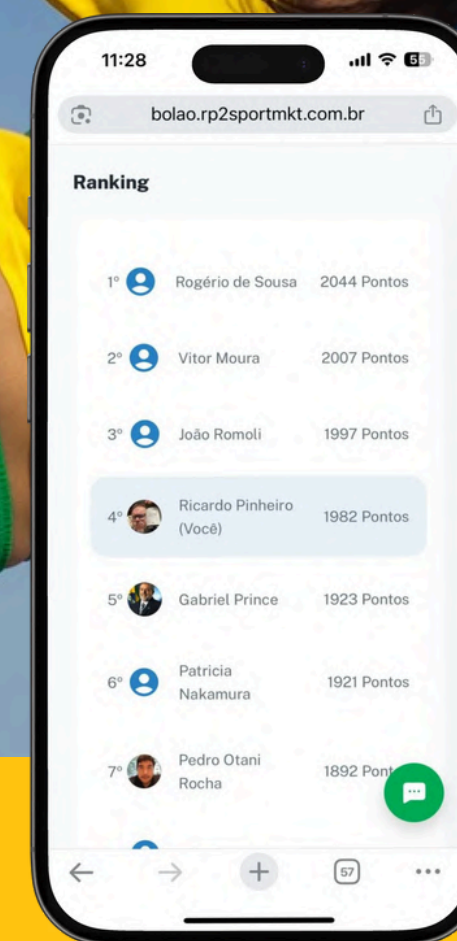 11:28
55
bolao.rp2sportmkt.com.br
Ranking
1º Rogério de Sousa 2044 Pontos
2º Vitor Moura 2007 Pontos
3º João Romoli 1997 Pontos
4º Ricardo Pinheiro
(Você) 1982 Pontos
5º Gabriel Prince 1923 Pontos
6º Patricia
Nakamura 1921 Pontos
7º Pedro Otani
Rocha 1892
57